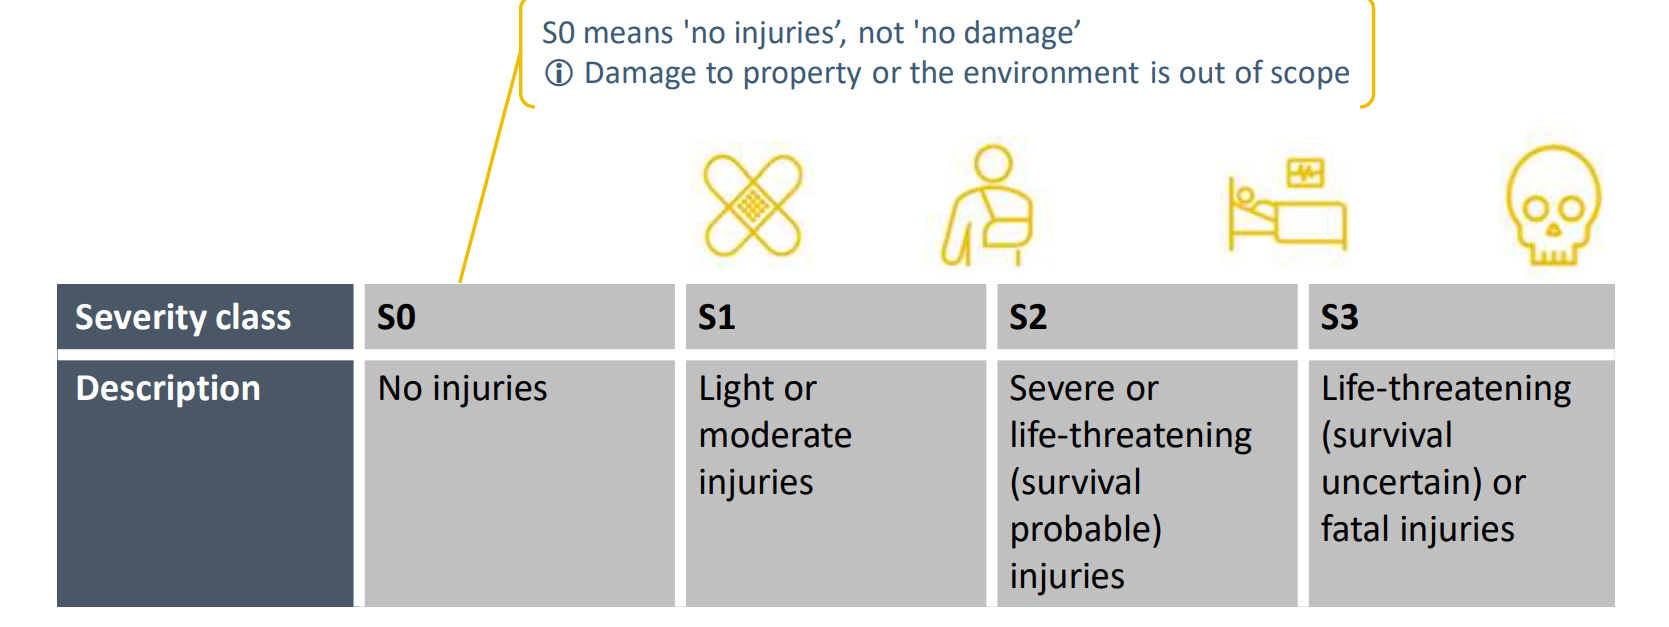 S0 means 'no injuries’, not 'no damage’
ⓘ Damage to property or the environment is out of scope
Severity class
S0
S1
S2
S3
Description
No injuries
Light or
moderate
injuries
Severe or
life-threatening
(survival
probable)
injuries
Life-threatening
(survival
uncertain) or
fatal injuries